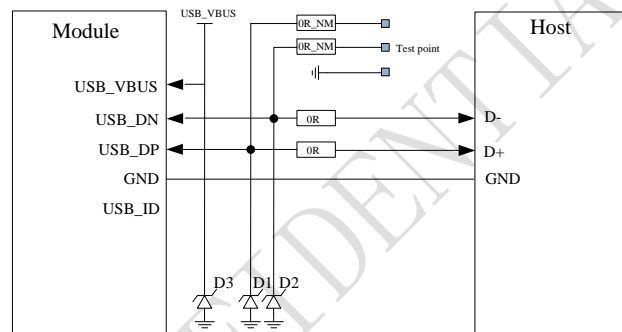 USB_VBUS
Module
Host
0R_NM
0R_NM
Test point
USB_VBUS
USB_DN
0R
D-
USB_DP
0R
D+
GND
GND
USB_ID
D3
D1
D2